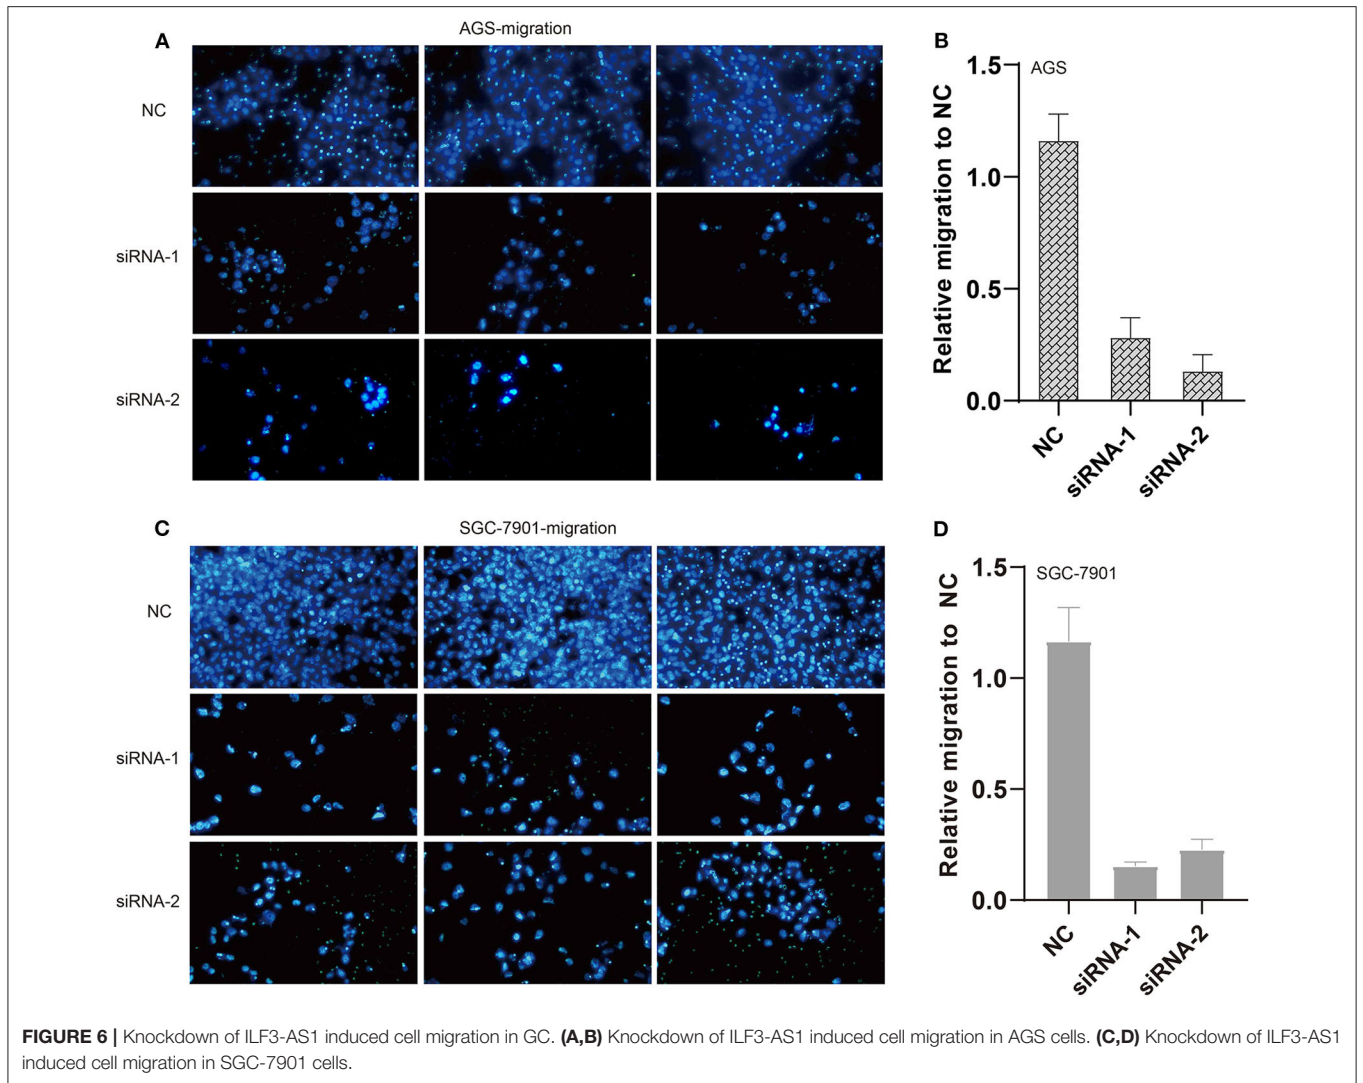 A
AGS-migration
NC
siRNA-1
siRNA-2
B
AGS
Relative migration to NC
1.5
1.0
0.5
0.0
NC
siRNA-1
siRNA-2
C
SGC-7901-migration
NC
siRNA-1
siRNA-2
D
SGC-7901
Relative migration to NC
1.5
1.0
0.5
0.0
NC
siRNA-1
siRNA-2
FIGURE 6 | Knockdown of ILF3-AS1 induced cell migration in GC. (A,B) Knockdown of ILF3-AS1 induced cell migration in AGS cells. (C,D) Knockdown of ILF3-AS1
induced cell migration in SGC-7901 cells.